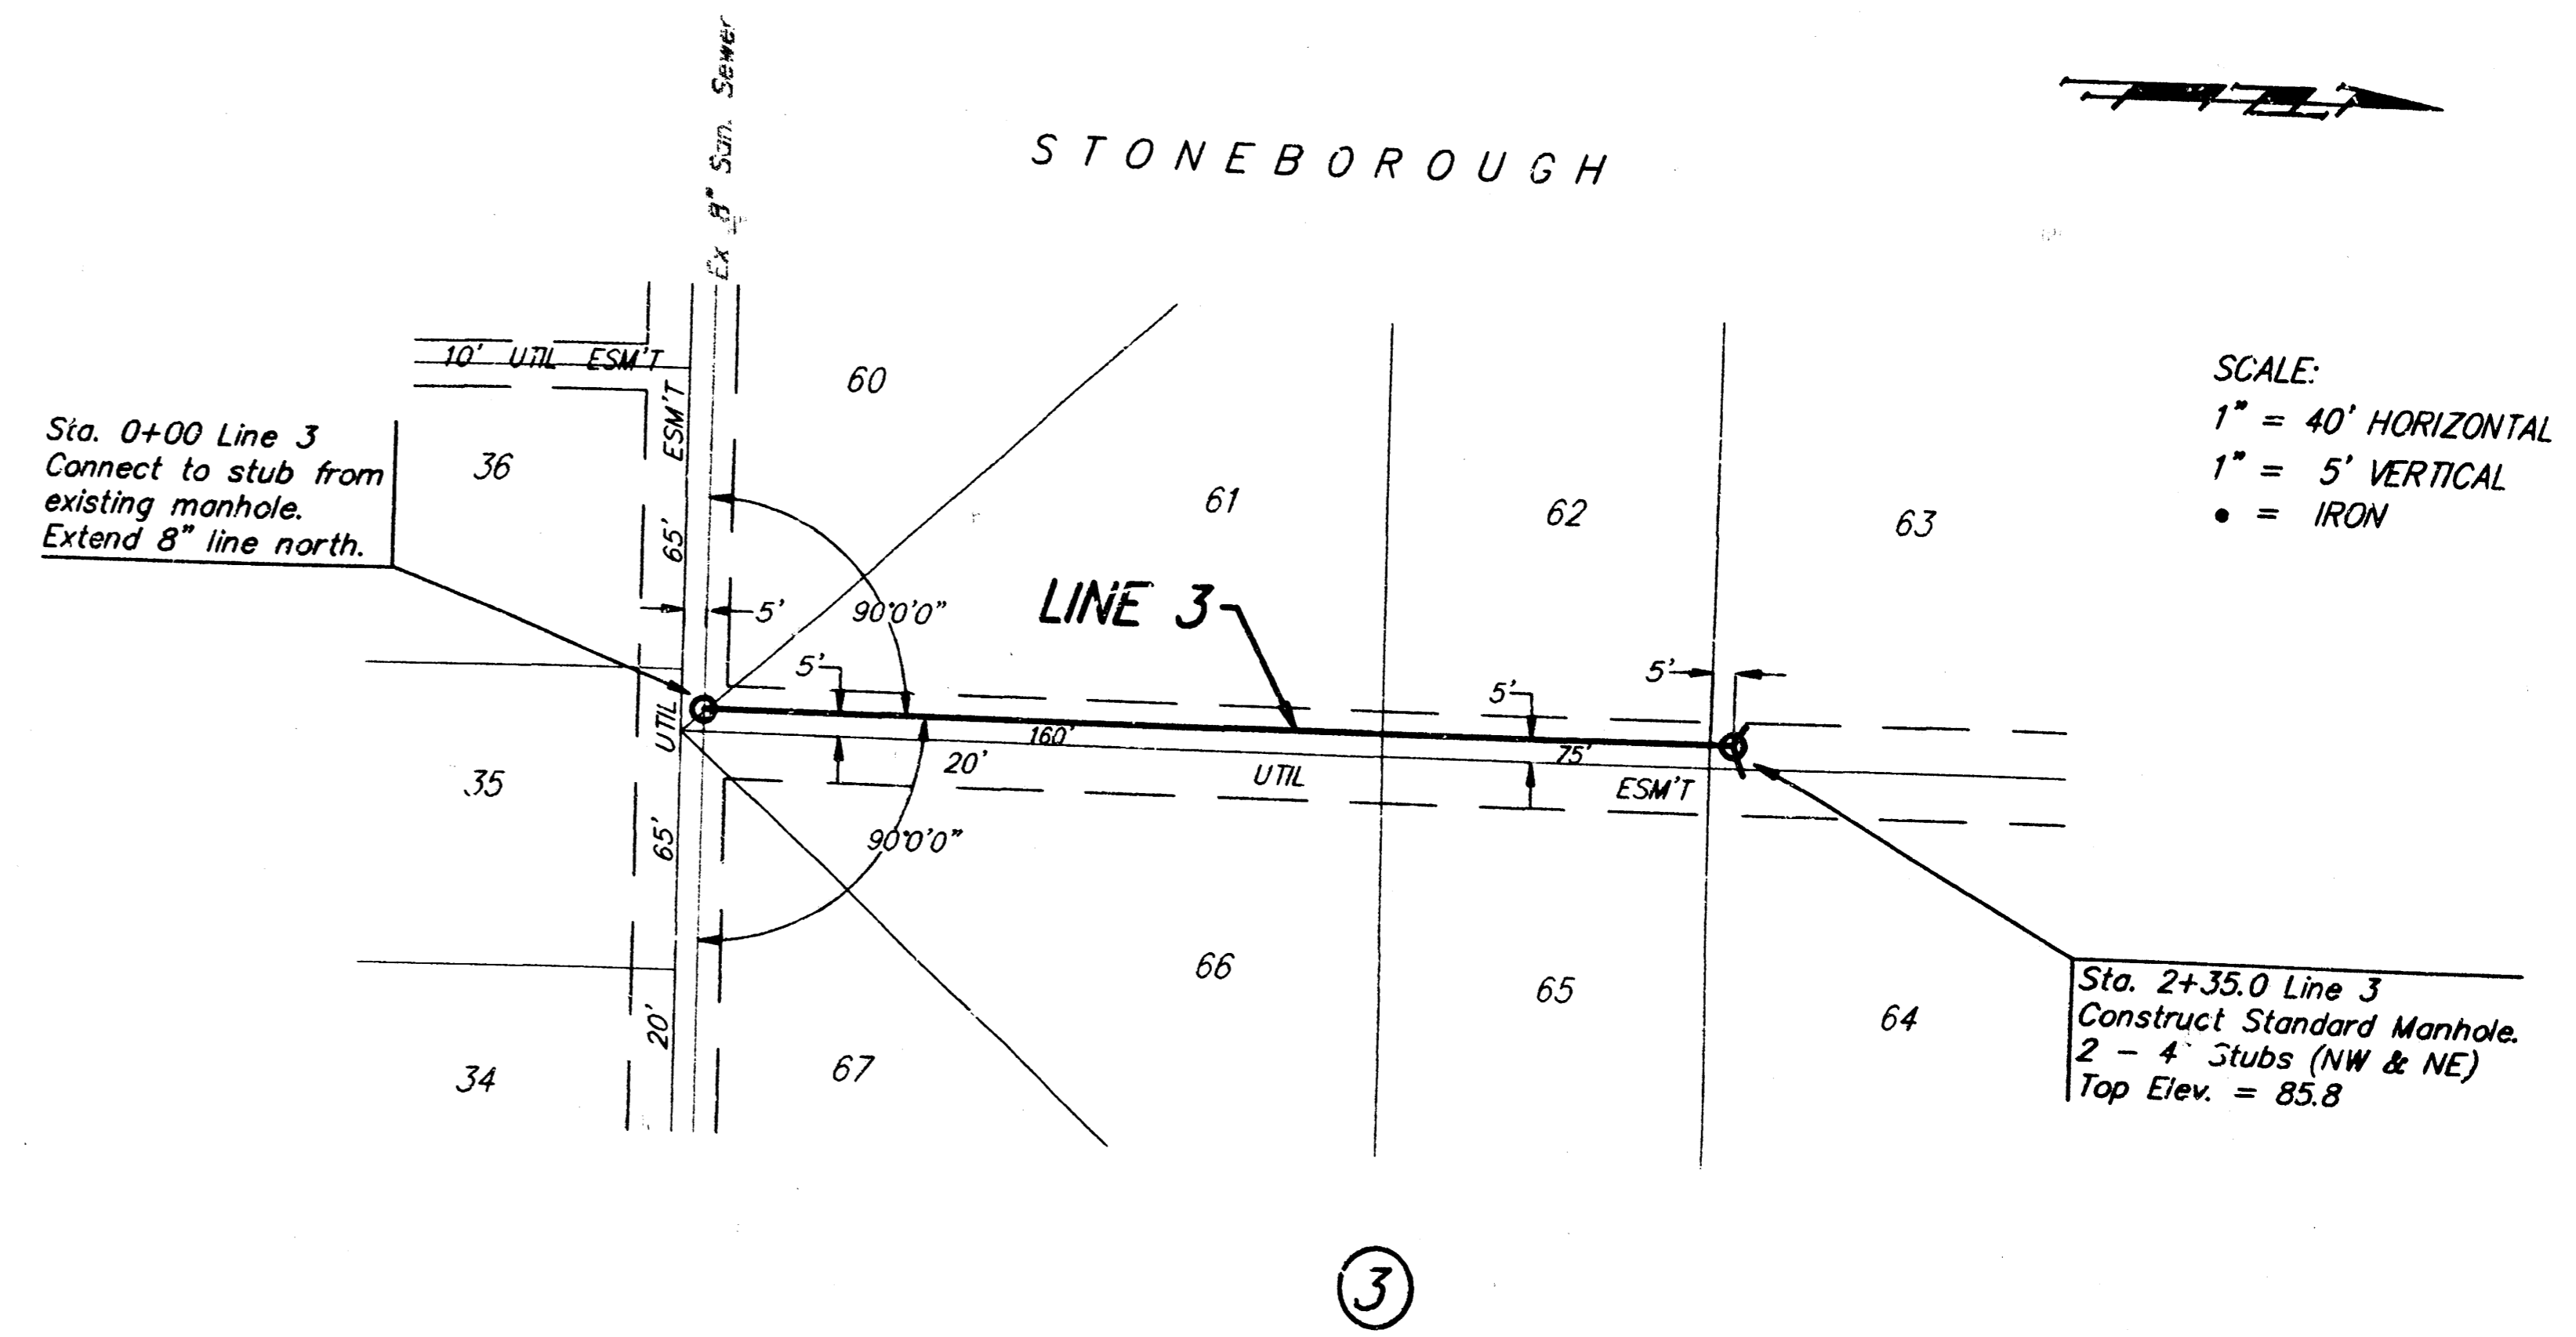 Ex 8" San. Sewer
STONEBOROUGH
10' UTIL ESM'T
60
SCALE:
1" = 40' HORIZONTAL
1" = 5' VERTICAL
• = IRON
Sta. 0+00 Line 3
Connect to stub from
existing manhole.
Extend 8" line north.
36
ESM'T
65'
61
62
63
5'
90°0'0"
LINE 3
5'
5'
5'
UTIL
160'
75'
20'
UTIL
ESM'T
35
65'
90°0'0"
66
65
64
20'
34
67
Sta. 2+35.0 Line 3
Construct Standard Manhole.
2 - 4" Stubs (NW & NE)
Top Elev. = 85.8
3